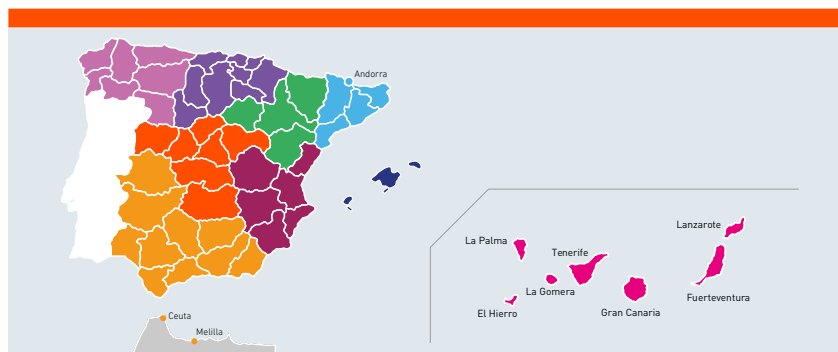 Andorra
Lanzarote
La Palma
Tenerife
La Gomera
Fuerteventura
El Hierro
Gran Canaria
Ceuta
Melilla